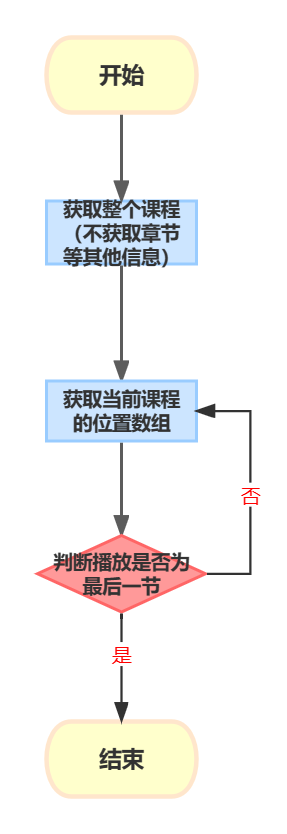 开始
获取整个课程
（不获取章节
等其他信息）
获取当前课程
的位置数组
否
判断播放是否为
最后一节
是
结束